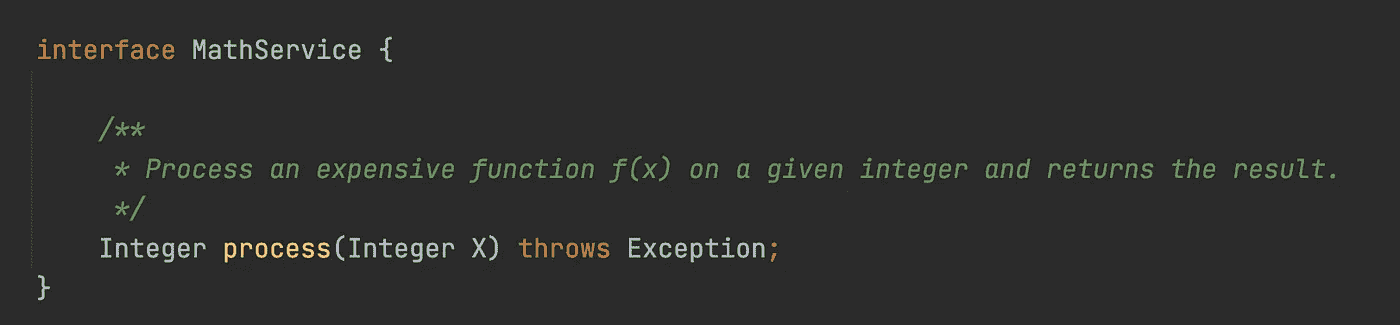 interface MathService {
/**
* Process an expensive function f(x) on a given integer and returns the result.
*/
Integer process(Integer X) throws Exception;
}